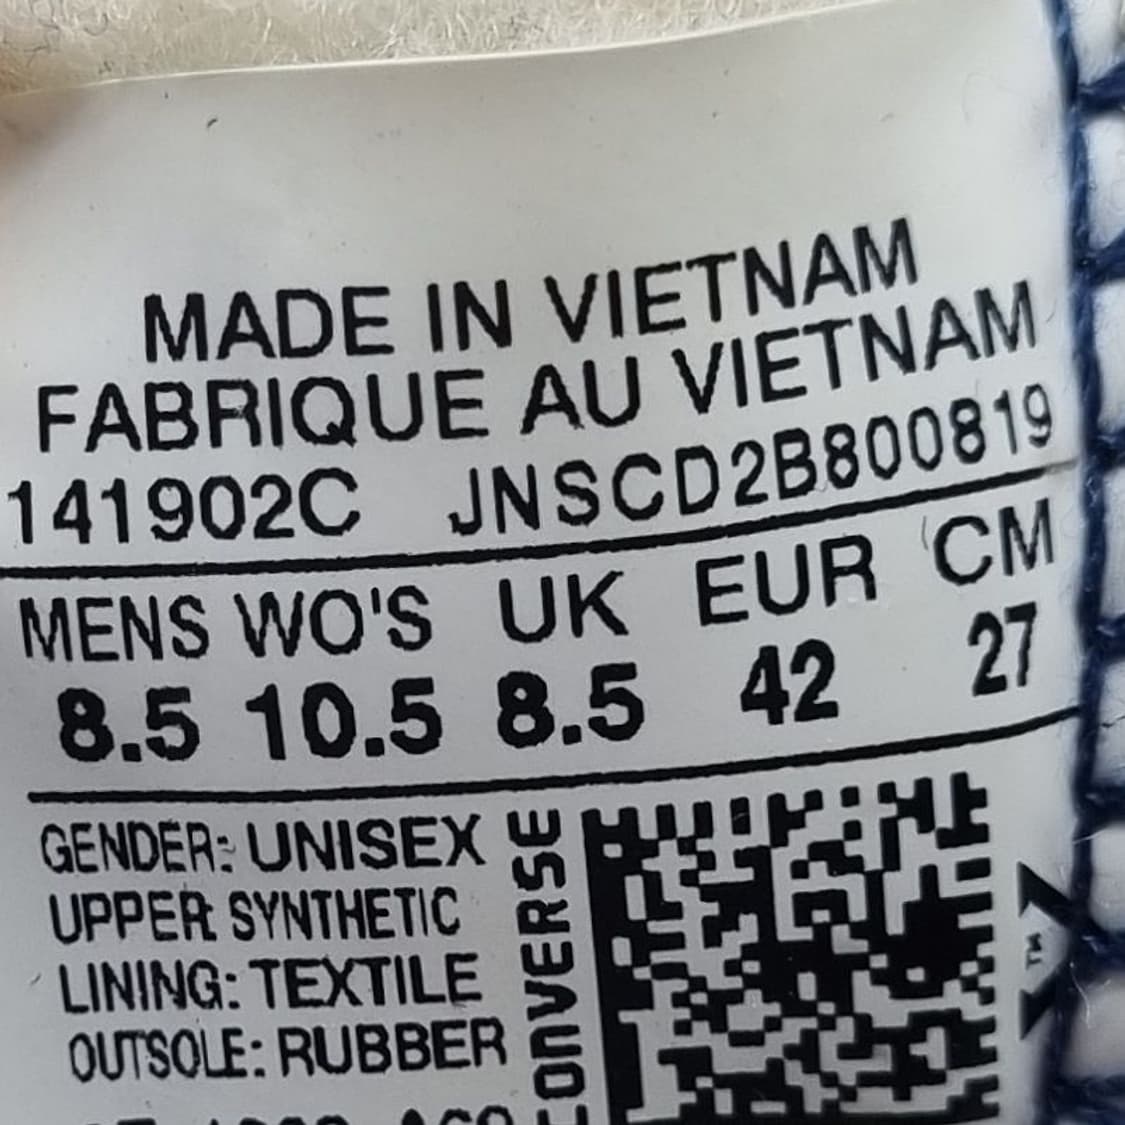 MADE IN VIETNAM
FABRIQUE AU VIETNAM
141902C JNSCD2B800819
MENS WO'S UK EUR CM
8.5 10.5 8.5 42 27
GENDER: UNISEX
UPPER: SYNTHETIC
LINING: TEXTILE
OUTSOLE: RUBBER
CONVERSE
TM